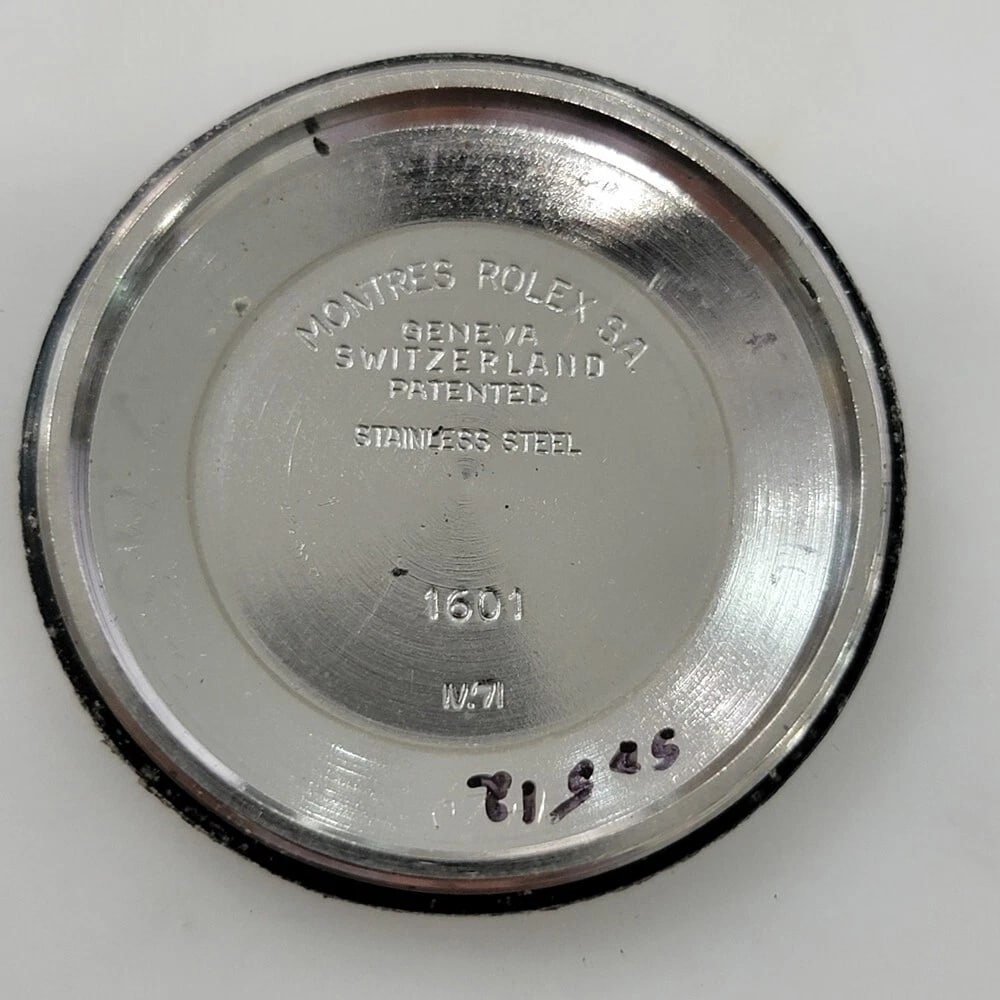 MONTRES ROLEX SA
GENEVA
SWITZERLAND
PATENTED
STAINLESS STEEL
1601
IV.71